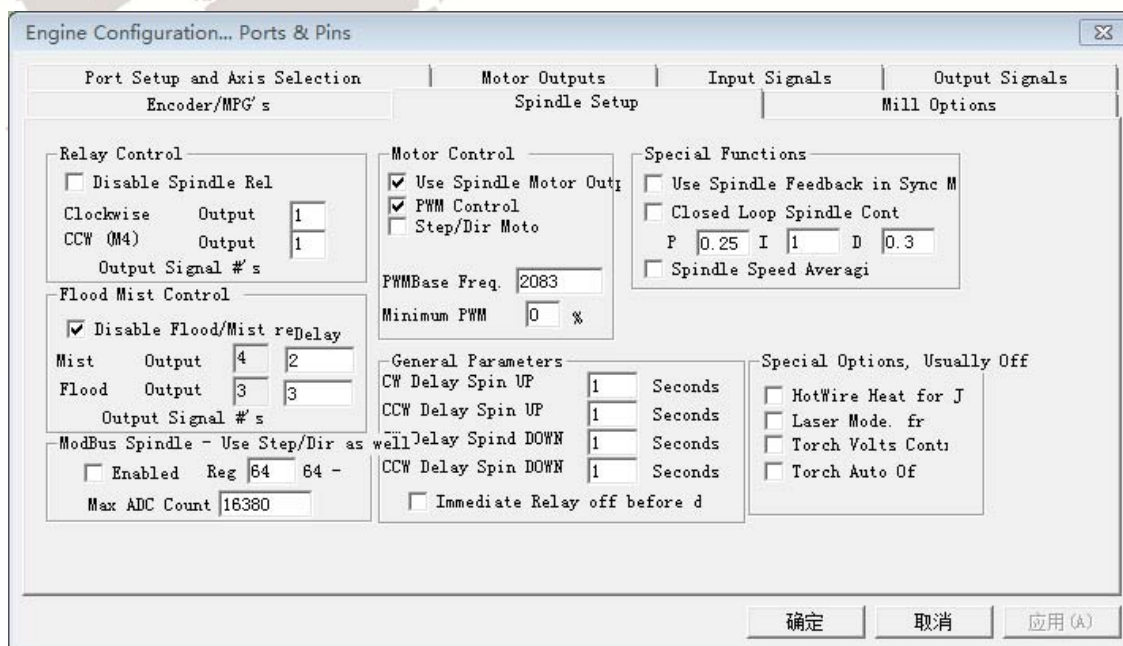 Engine Configuration... Ports & Pins
Port Setup and Axis Selection
Motor Outputs
Input Signals
Output Signals
Encoder/MPG's
Spindle Setup
Mill Options
Relay Control
Disable Spindle Rel
Clockwise Output 1
CCW (M4) Output 1
Output Signal #'s
Flood Mist Control
Disable Flood/Mist re Delay
Mist Output 4 2
Flood Output 3 3
Output Signal #'s
ModBus Spindle - Use Step/Dir as well
Enabled Reg 64 64 -
Max ADC Count 16380
Motor Control
Use Spindle Motor Outp
PWM Control
Step/Dir Moto
PWMBase Freq. 2083
Minimum PWM 0 %
General Parameters
CW Delay Spin UP 1 Seconds
CCW Delay Spin UP 1 Seconds
Delay Spind DOWN 1 Seconds
CCW Delay Spin DOWN 1 Seconds
Immediate Relay off before d
Special Functions
Use Spindle Feedback in Sync M
Closed Loop Spindle Cont
P 0.25 I 1 D 0.3
Spindle Speed Averagi
Special Options, Usually Off
HotWire Heat for J
Laser Mode. fr
Torch Volts Cont
Torch Auto Of
确定
取消
应用(A)